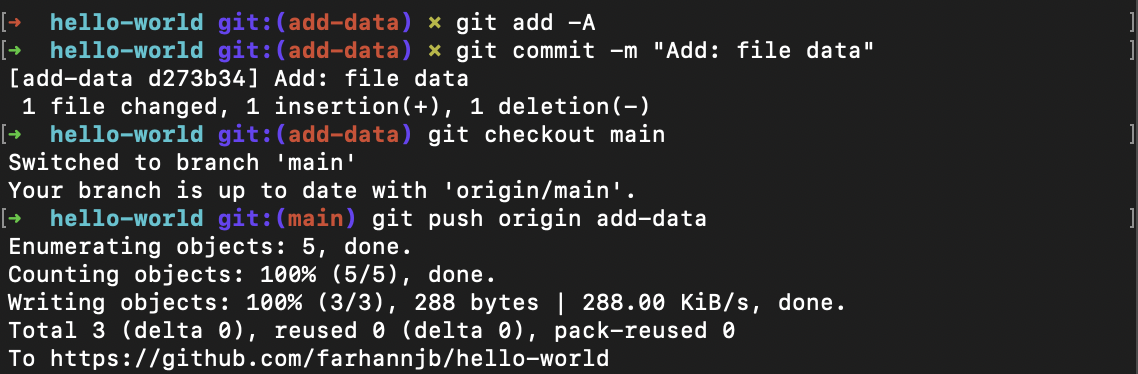 [➜  hello-world git:(add-data) ✗ git add -A ]
[➜  hello-world git:(add-data) ✗ git commit -m "Add: file data" ]
[add-data d273b34] Add: file data
 1 file changed, 1 insertion(+), 1 deletion(-)
[➜  hello-world git:(add-data) git checkout main ]
Switched to branch 'main'
Your branch is up to date with 'origin/main'.
[➜  hello-world git:(main) git push origin add-data ]
Enumerating objects: 5, done.
Counting objects: 100% (5/5), done.
Writing objects: 100% (3/3), 288 bytes | 288.00 KiB/s, done.
Total 3 (delta 0), reused 0 (delta 0), pack-reused 0
To https://github.com/farhannjb/hello-world